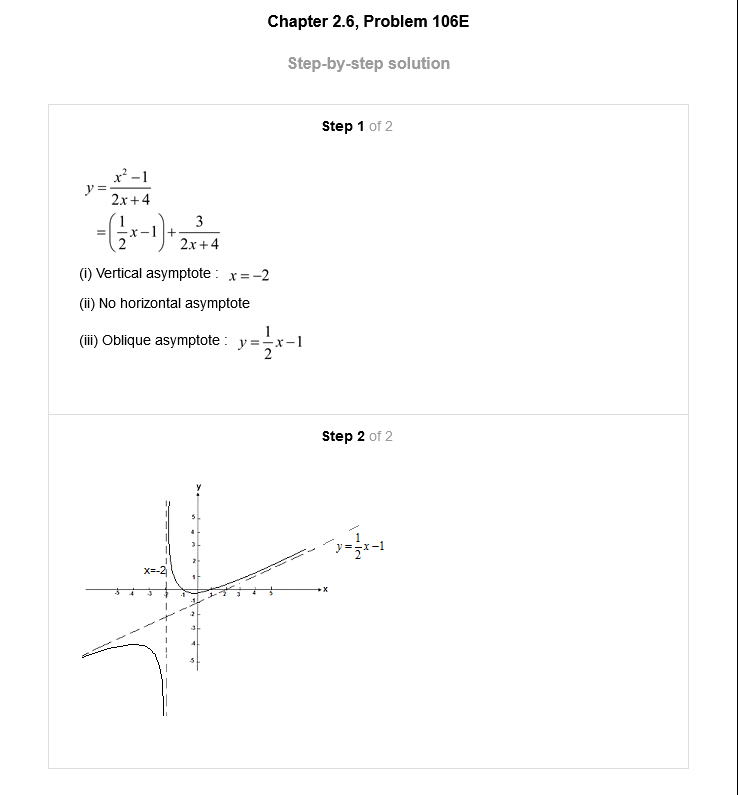 Chapter 2.6, Problem 106E
Step-by-step solution
Step 1 of 2
y = \frac{x^2 - 1}{2x + 4}
= \left(\frac{1}{2}x - 1\right) + \frac{3}{2x + 4}
(i) Vertical asymptote : x = -2
(ii) No horizontal asymptote
(iii) Oblique asymptote : y = \frac{1}{2}x - 1
Step 2 of 2
y
5
4
3
2
1
y = \frac{1}{2}x - 1
x=-2
-5 -4 -3 -2 -1 1 2 3 4 5 x
-1
-2
-3
-4
-5